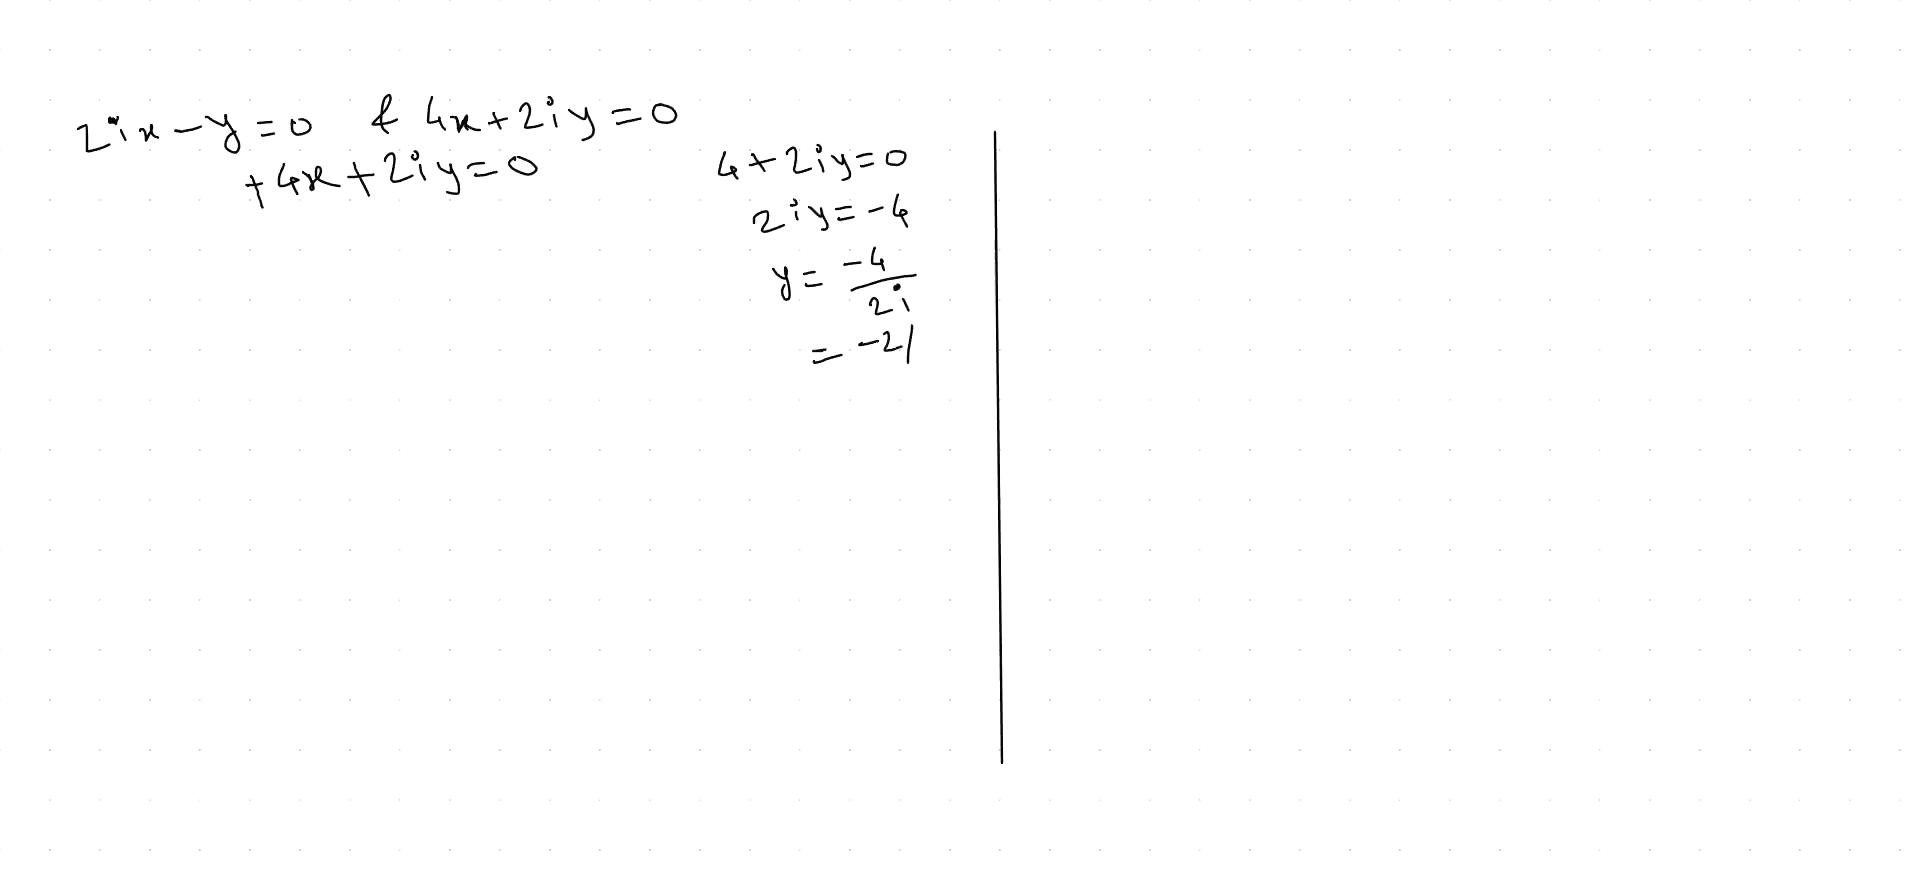 2ix - y = 0 & 4x + 2iy = 0
+ 4x + 2iy = 0
4 + 2iy = 0
2iy = -4
y = -4/2i
= -2/